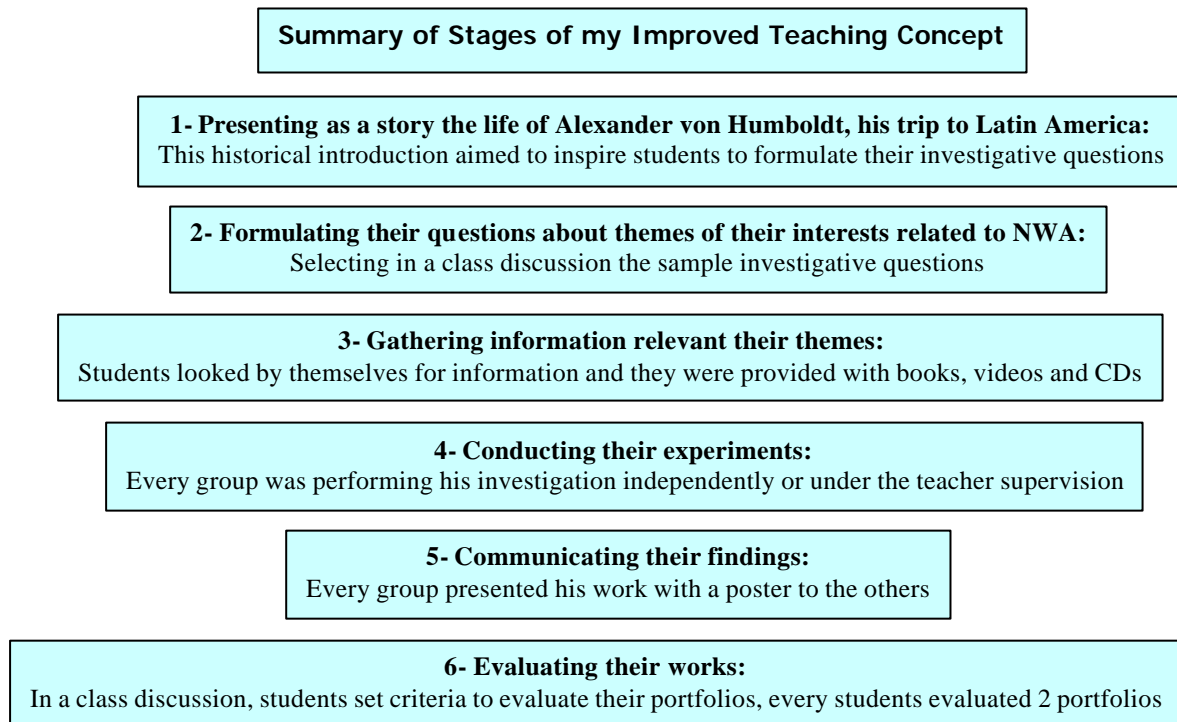 Summary of Stages of my Improved Teaching Concept
1- Presenting as a story the life of Alexander von Humboldt, his trip to Latin America:
This historical introduction aimed to inspire students to formulate their investigative questions
2- Formulating their questions about themes of their interests related to NWA:
Selecting in a class discussion the sample investigative questions
3- Gathering information relevant their themes:
Students looked by themselves for information and they were provided with books, videos and CDs
4- Conducting their experiments:
Every group was performing his investigation independently or under the teacher supervision
5- Communicating their findings:
Every group presented his work with a poster to the others
6- Evaluating their works:
In a class discussion, students set criteria to evaluate their portfolios, every students evaluated 2 portfolios